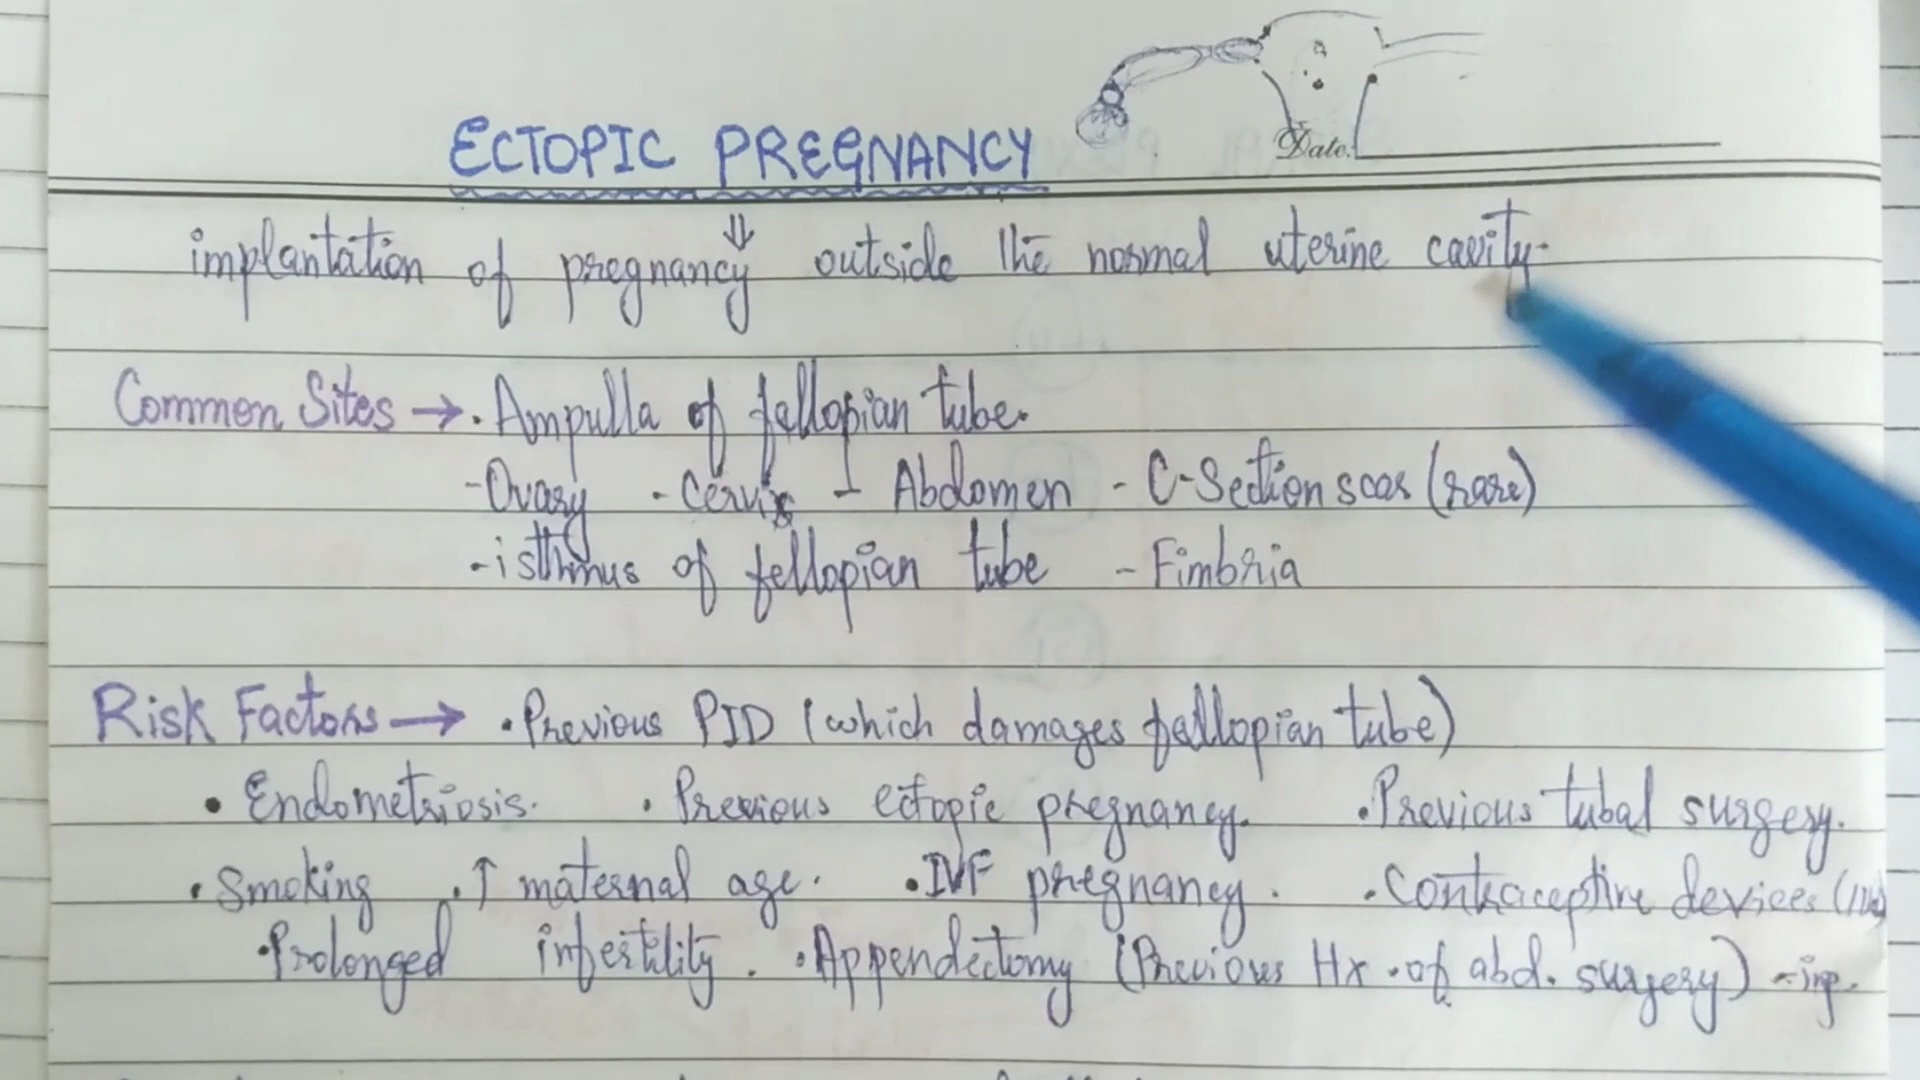 ECTOPIC PREGNANCY
Date.
implantation of pregnancy ⇓ outside the normal uterine cavity.
Common Sites → • Ampulla of fallopian tube.
- Ovary - Cervix - Abdomen - C-Section scar (rare)
- isthmus of fellopian tube - Fimbria
Risk Factors → • Previous PID (which damages fallopian tube)
• Endometriosis. • Previous ectopic pregnancy. • Previous tubal surgery.
• Smoking • ↑ maternal age. • IVF pregnancy. • Contraceptive devices
• Prolonged infertility. • Appendectomy (Previous Hx. of abd. surgery) - imp.